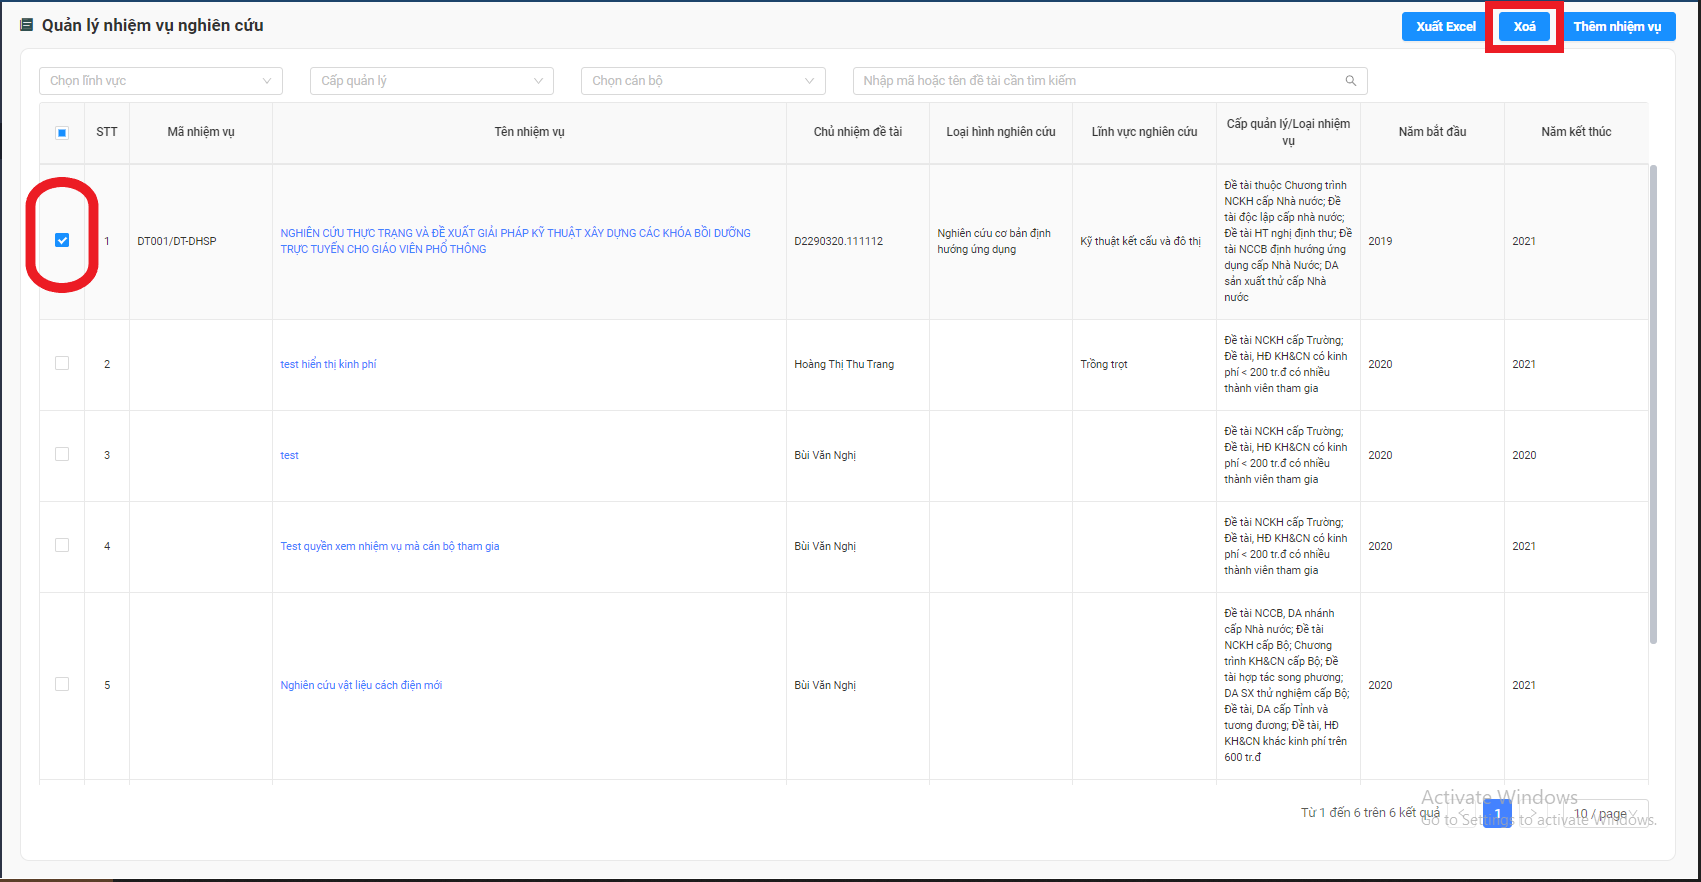 Quản lý nhiệm vụ nghiên cứu
Xuất Excel
Xoá
Thêm nhiệm vụ
Chọn lĩnh vực
Cấp quản lý
Chọn cán bộ
Nhập mã hoặc tên đề tài cần tìm kiếm
STT
Mã nhiệm vụ
Tên nhiệm vụ
Chủ nhiệm đề tài
Loại hình nghiên cứu
Lĩnh vực nghiên cứu
Cấp quản lý/Loại nhiệm
vụ
Năm bắt đầu
Năm kết thúc
1
DT001/DT-DHSP
NGHIÊN CỨU THỰC TRẠNG VÀ ĐỀ XUẤT GIẢI PHÁP KỸ THUẬT XÂY DỰNG CÁC KHÓA BỒI DƯỠNG
TRỰC TUYẾN CHO GIÁO VIÊN PHỔ THÔNG
D2290320.111112
Nghiên cứu cơ bản định
hướng ứng dụng
Kỹ thuật kết cấu và đô thị
Đề tài thuộc Chương trình
NCKH cấp Nhà nước; Đề
tài độc lập cấp nhà nước;
Đề tài HT nghị định thư; Đề
tài NCCB định hướng ứng
dụng cấp Nhà Nước; DA
sản xuất thử cấp Nhà
nước
2019
2021
2
test hiển thị kinh phí
Hoàng Thị Thu Trang
Trồng trọt
Đề tài NCKH cấp Trường;
Đề tài, HĐ KH&CN có kinh
phí < 200 tr.đ có nhiều
thành viên tham gia
2020
2021
3
test
Bùi Văn Nghị
Đề tài NCKH cấp Trường;
Đề tài, HĐ KH&CN có kinh
phí < 200 tr.đ có nhiều
thành viên tham gia
2020
2020
4
Test quyền xem nhiệm vụ mà cán bộ tham gia
Bùi Văn Nghị
Đề tài NCKH cấp Trường;
Đề tài, HĐ KH&CN có kinh
phí < 200 tr.đ có nhiều
thành viên tham gia
2020
2021
5
Nghiên cứu vật liệu cách điện mới
Bùi Văn Nghị
Đề tài NCCB, DA nhánh
cấp Nhà nước; Đề tài
NCKH cấp Bộ; Chương
trình KH&CN cấp Bộ; Đề
tài hợp tác song phương;
DA SX thử nghiệm cấp Bộ;
Đề tài, DA cấp Tỉnh và
tương đương; Đề tài, HĐ
KH&CN khác kinh phí trên
600 tr.đ
2020
2021
Từ 1 đến 6 trên 6 kết quả
1
10 / page
Activate Windows
Go to Settings to activate Windows.